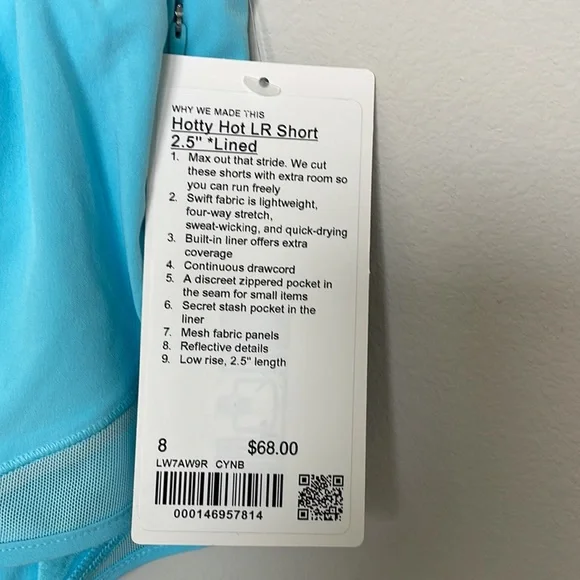 WHY WE MADE THIS
Hotty Hot LR Short
2.5" *Lined
1. Max out that stride. We cut
these shorts with extra room so
you can run freely
2. Swift fabric is lightweight,
four-way stretch,
sweat-wicking, and quick-drying
3. Built-in liner offers extra
coverage
4. Continuous drawcord
5. A discreet zippered pocket in
the seam for small items
6. Secret stash pocket in the
liner
7. Mesh fabric panels
8. Reflective details
9. Low rise, 2.5" length
8 $68.00
LW7AW9R CYNB
000146957814